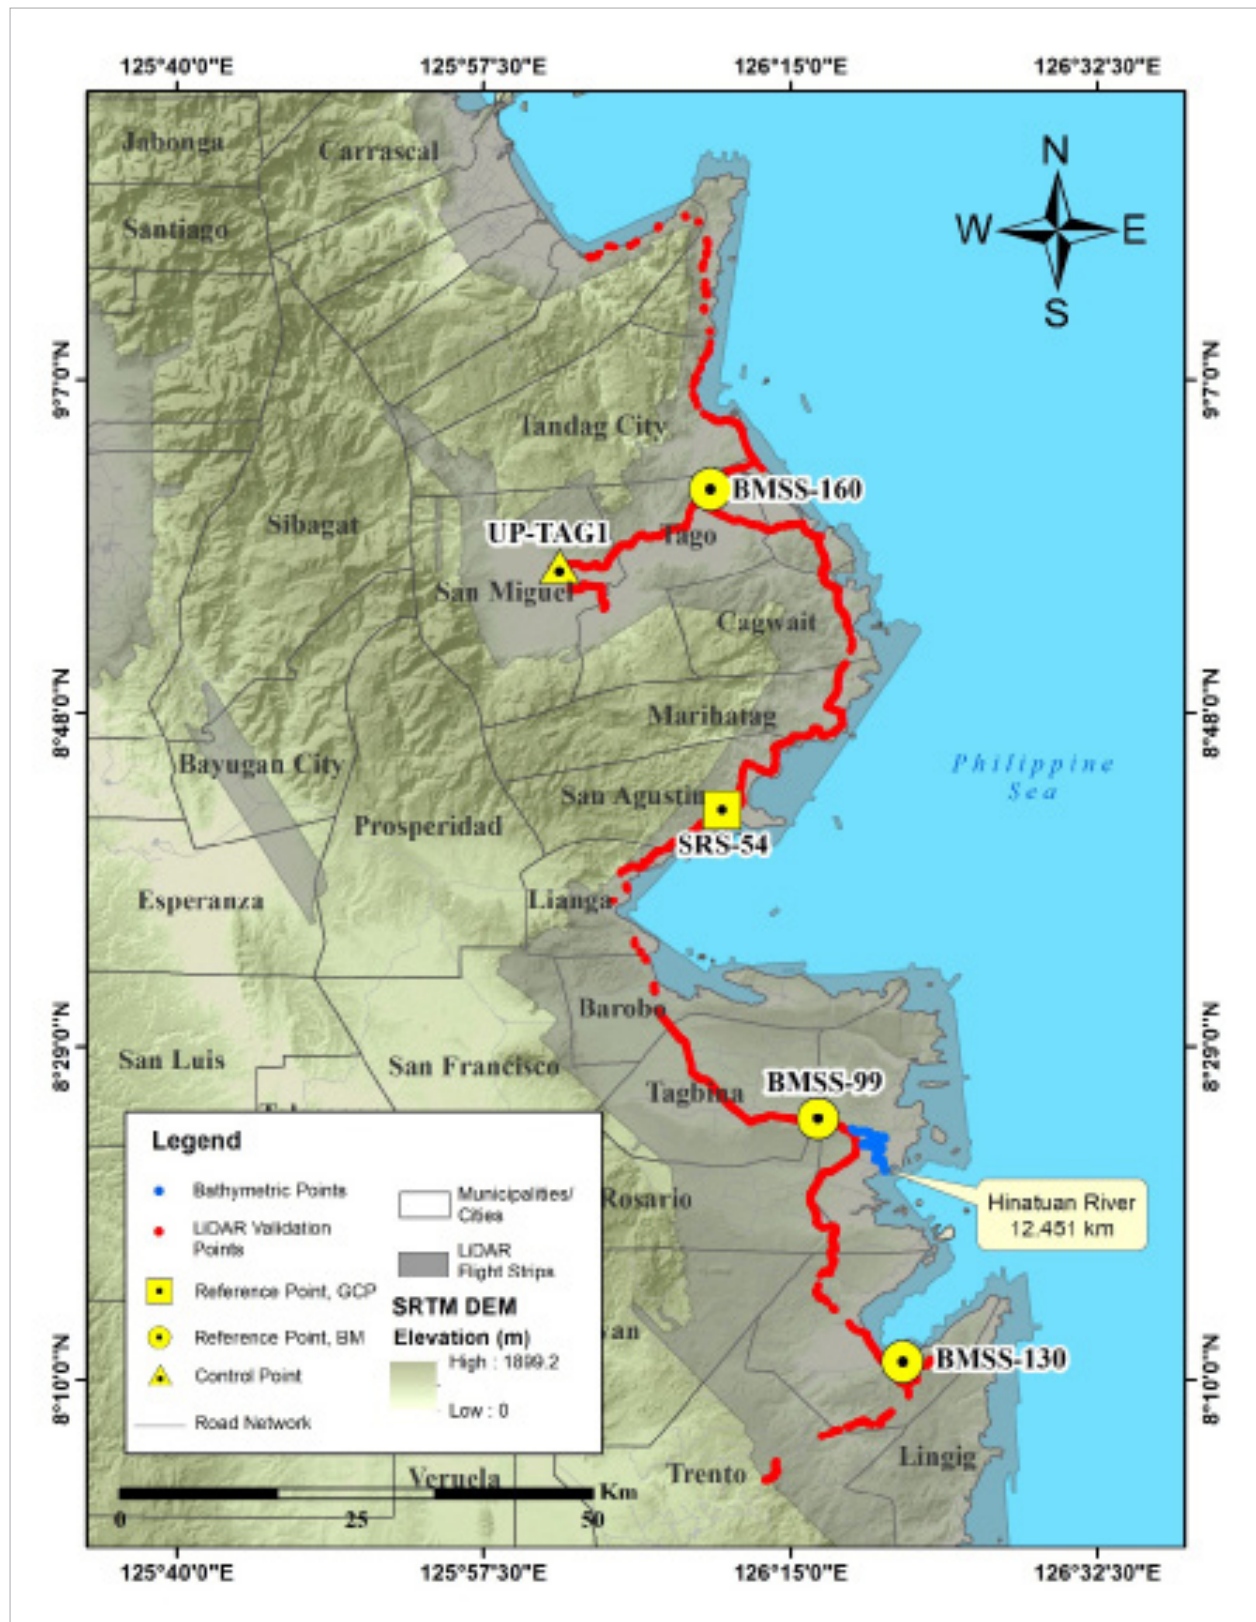 125°40'0"E
125°57'30"E
126°15'0"E
126°32'30"E
Jabonga
Carrascal
N
Santiago
W
E
S
9°7'0"N
9°7'0"N
Tandag City
BMSS-160
Sibagat
UP-TAG1
Tago
San Miguel
Cagwait
8°48'0"N
8°48'0"N
Marihatag
Bayugan City
Philippine
Sea
San Agustin
Prosperidad
SRS-54
Esperanza
Lianga
Barobo
8°29'0"N
8°29'0"N
San Luis
San Francisco
Tagbina
BMSS-99
Legend
Bathymetric Points
LiDAR Validation
Points
Reference Point, GCP
Reference Point, BM
Control Point
Road Network
Municipalities/
Cities
LiDAR
Flight Strips
SRTM DEM
Elevation (m)
High : 1899.2
Low : 0
Rosario
Hinatuan River
12.451 km
BMSS-130
8°10'0"N
8°10'0"N
Lingig
Trento
Veruela
Km
0
25
50
125°40'0"E
125°57'30"E
126°15'0"E
126°32'30"E